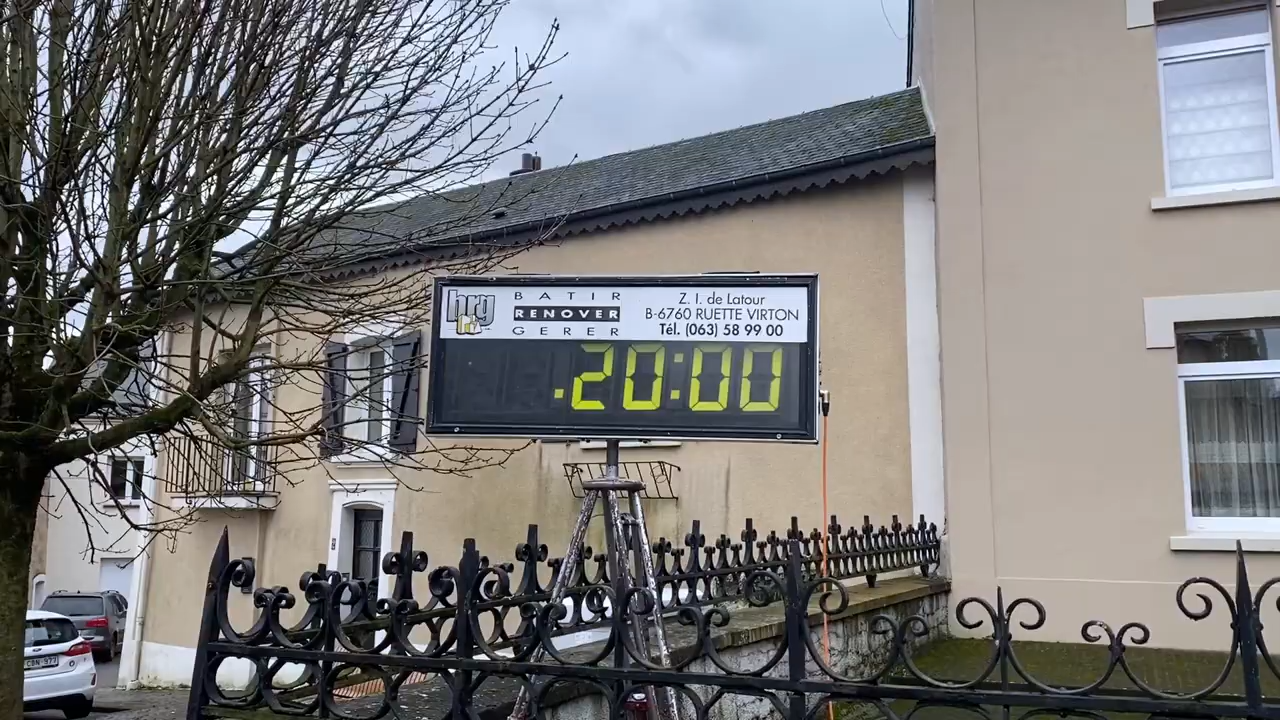 hrg
BATIR
RENOVER
GERER
Z. I. de Latour
B-6760 RUETTE VIRTON
Tél. (063) 58 99 00
.20:00